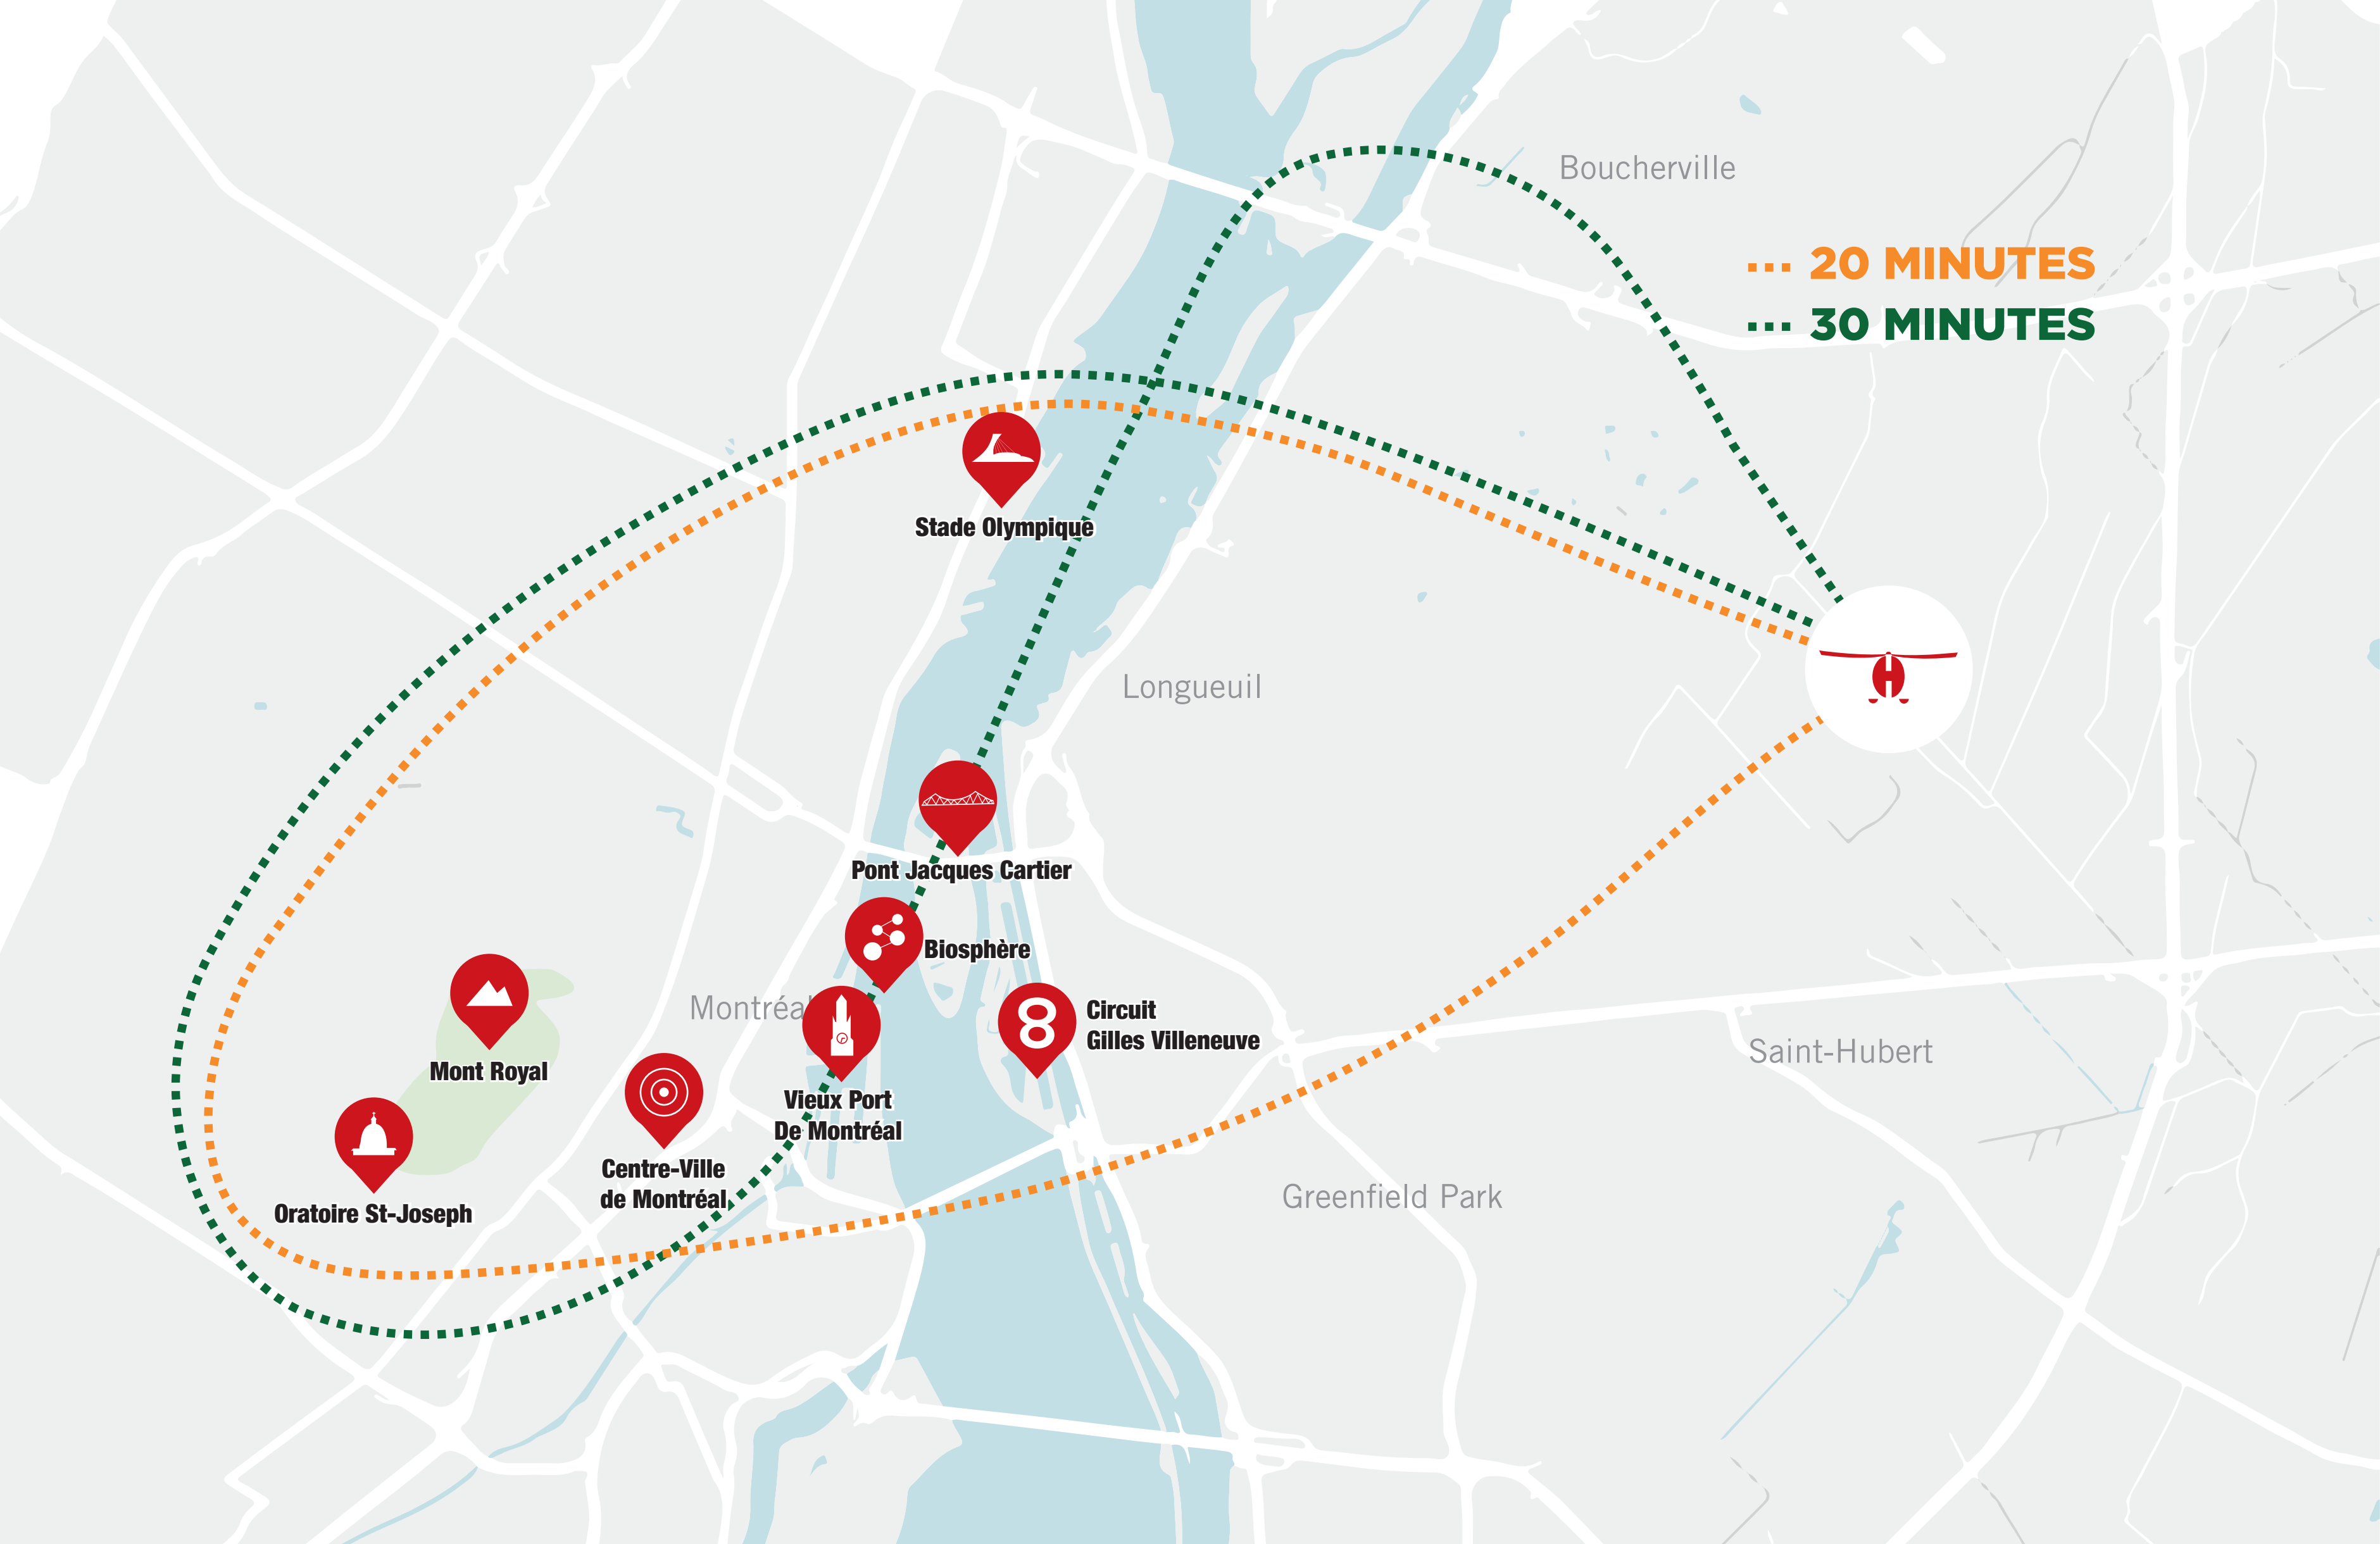 Boucherville
20 MINUTES
30 MINUTES
Stade Olympique
Longueuil
H
Pont Jacques Cartier
Biosphère
Montréal
8
Circuit
Gilles Villeneuve
Mont Royal
Saint-Hubert
Vieux Port
De Montréal
Centre-Ville
de Montréal
Oratoire St-Joseph
Greenfield Park